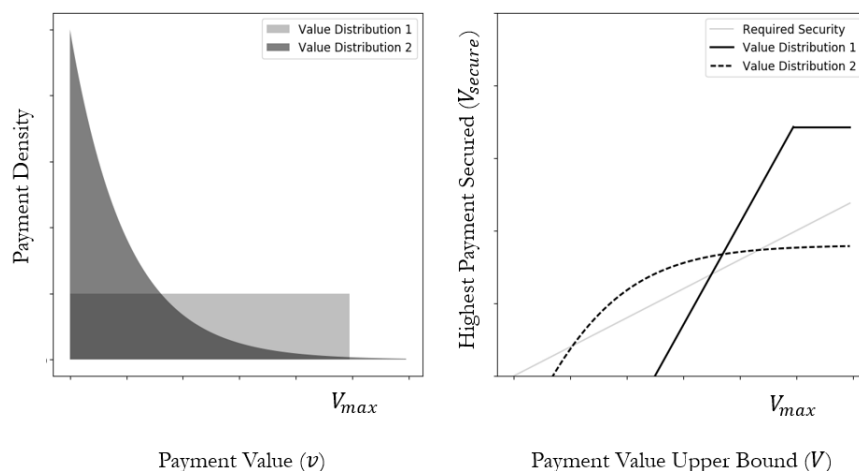 Value Distribution 1
Value Distribution 2
Payment Density
V_max
Payment Value (v)
Required Security
Value Distribution 1
Value Distribution 2
Highest Payment Secured (V_secure)
V_max
Payment Value Upper Bound (V)